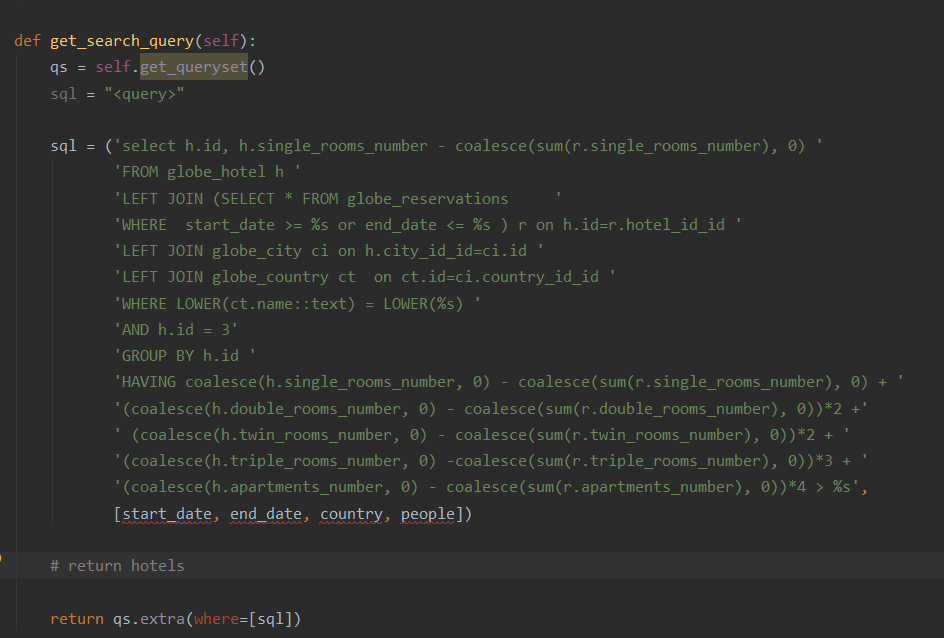 def get_search_query(self):
    qs = self.get_queryset()
    sql = "<query>"
    sql = ('select h.id, h.single_rooms_number - coalesce(sum(r.single_rooms_number), 0) '
           'FROM globe_hotel h '
           'LEFT JOIN (SELECT * FROM globe_reservations     '
           'WHERE  start_date >= %s or end_date <= %s ) r on h.id=r.hotel_id_id '
           'LEFT JOIN globe_city ci on h.city_id_id=ci.id '
           'LEFT JOIN globe_country ct  on ct.id=ci.country_id_id '
           'WHERE LOWER(ct.name::text) = LOWER(%s) '
           'AND h.id = 3'
           'GROUP BY h.id '
           'HAVING coalesce(h.single_rooms_number, 0) - coalesce(sum(r.single_rooms_number), 0) + '
           '(coalesce(h.double_rooms_number, 0) - coalesce(sum(r.double_rooms_number), 0))*2 +'
           ' (coalesce(h.twin_rooms_number, 0) - coalesce(sum(r.twin_rooms_number), 0))*2 + '
           '(coalesce(h.triple_rooms_number, 0) -coalesce(sum(r.triple_rooms_number), 0))*3 + '
           '(coalesce(h.apartments_number, 0) - coalesce(sum(r.apartments_number), 0))*4 > %s',
           [start_date, end_date, country, people])
    # return hotels
    return qs.extra(where=[sql])